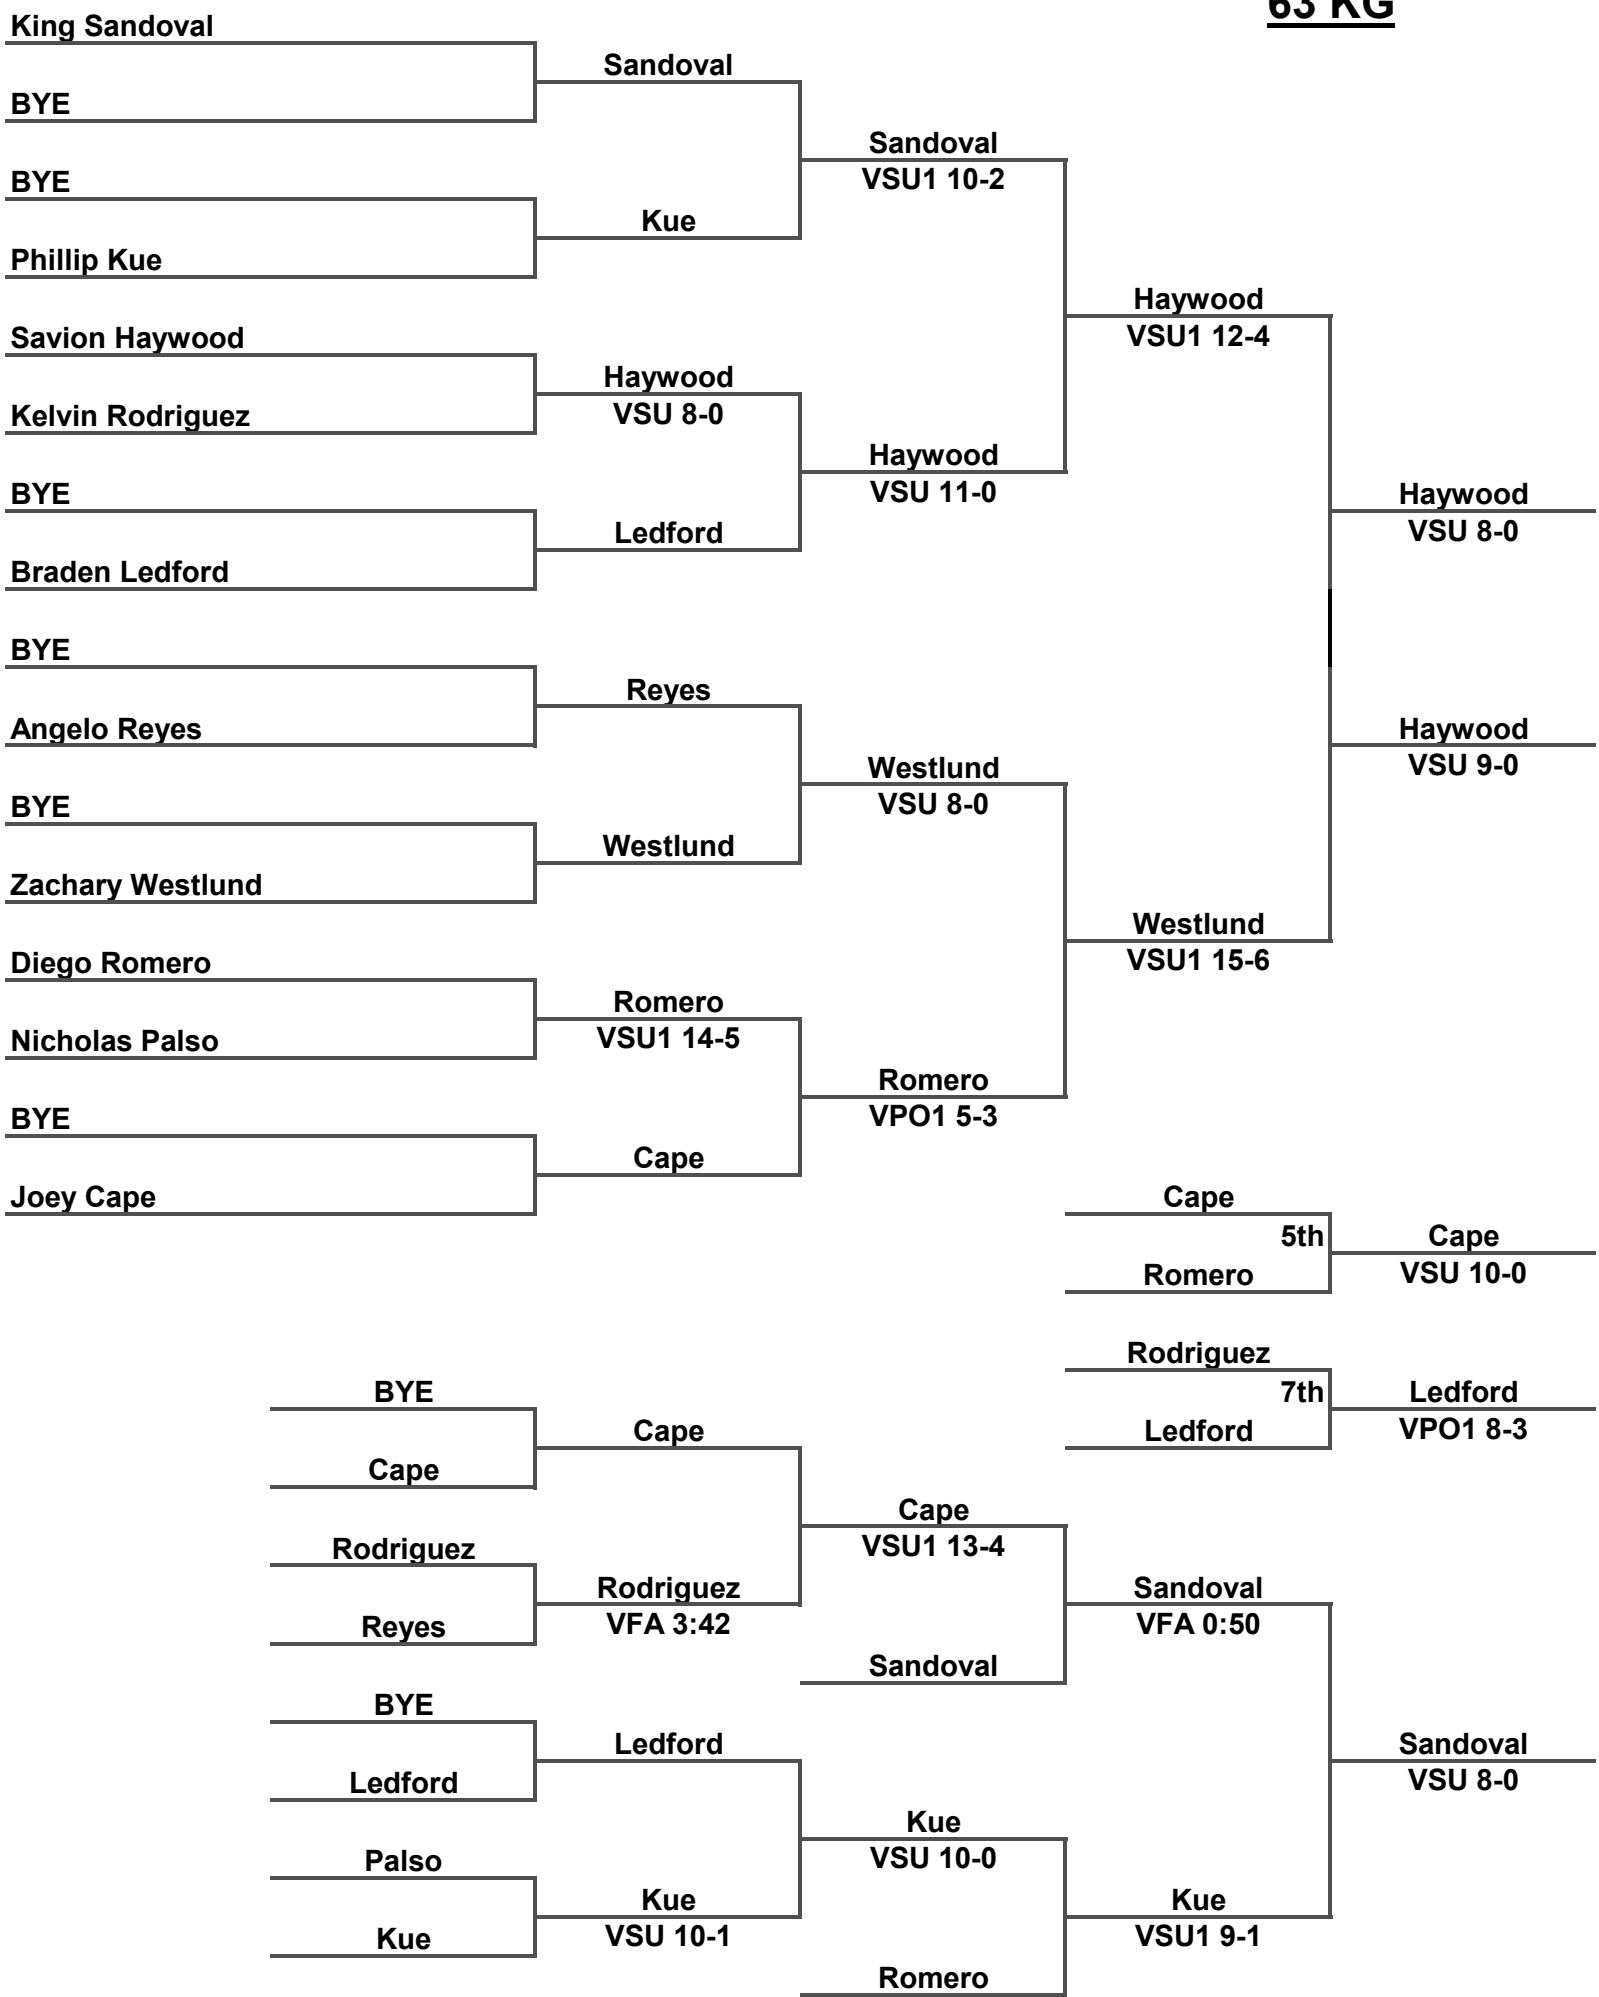 63 KG
King Sandoval
Sandoval
BYE
Sandoval
VSU1 10-2
BYE
Kue
Phillip Kue
Haywood
VSU1 12-4
Savion Haywood
Haywood
VSU 8-0
Kelvin Rodriguez
Haywood
VSU 11-0
BYE
Haywood
VSU 8-0
Ledford
Braden Ledford
BYE
Reyes
Angelo Reyes
Haywood
VSU 9-0
Westlund
VSU 8-0
BYE
Westlund
Zachary Westlund
Westlund
VSU1 15-6
Diego Romero
Romero
VSU1 14-5
Nicholas Palso
Romero
VPO1 5-3
BYE
Cape
Joey Cape
Cape
5th
Romero
Cape
VSU 10-0
Rodriguez
7th
Ledford
Ledford
VPO1 8-3
BYE
Cape
Cape
Cape
VSU1 13-4
Rodriguez
Rodriguez
VFA 3:42
Reyes
Sandoval
VFA 0:50
Sandoval
BYE
Ledford
Ledford
Sandoval
VSU 8-0
Kue
VSU 10-0
Palso
Kue
VSU 10-1
Kue
Kue
VSU1 9-1
Romero